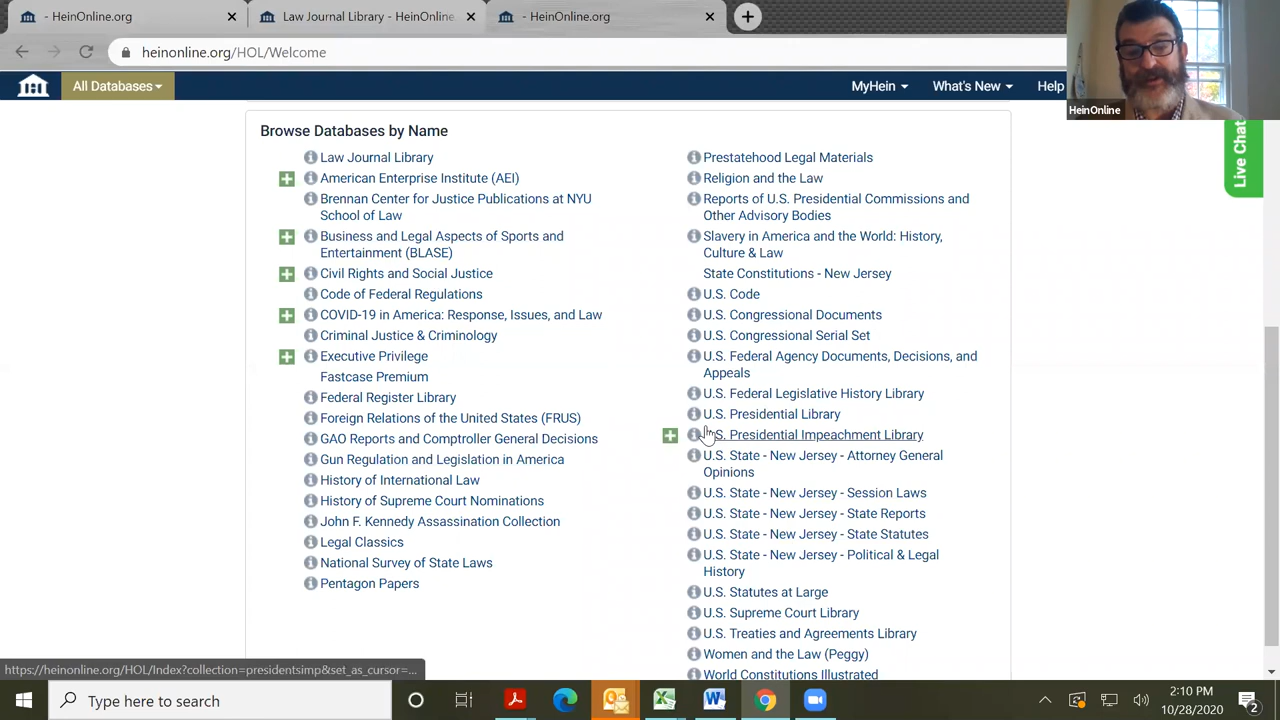 - HeinOnline.org
Law Journal Library - HeinOnline
- HeinOnline.org
heinonline.org/HOL/Welcome
All Databases
MyHein
What's New
Help
HeinOnline
Live Chat
Browse Databases by Name
Law Journal Library
American Enterprise Institute (AEI)
Brennan Center for Justice Publications at NYU
School of Law
Business and Legal Aspects of Sports and
Entertainment (BLASE)
Civil Rights and Social Justice
Code of Federal Regulations
COVID-19 in America: Response, Issues, and Law
Criminal Justice & Criminology
Executive Privilege
Fastcase Premium
Federal Register Library
Foreign Relations of the United States (FRUS)
GAO Reports and Comptroller General Decisions
Gun Regulation and Legislation in America
History of International Law
History of Supreme Court Nominations
John F. Kennedy Assassination Collection
Legal Classics
National Survey of State Laws
Pentagon Papers
Prestatehood Legal Materials
Religion and the Law
Reports of U.S. Presidential Commissions and
Other Advisory Bodies
Slavery in America and the World: History,
Culture & Law
State Constitutions - New Jersey
U.S. Code
U.S. Congressional Documents
U.S. Congressional Serial Set
U.S. Federal Agency Documents, Decisions, and
Appeals
U.S. Federal Legislative History Library
U.S. Presidential Library
U.S. Presidential Impeachment Library
U.S. State - New Jersey - Attorney General
Opinions
U.S. State - New Jersey - Session Laws
U.S. State - New Jersey - State Reports
U.S. State - New Jersey - State Statutes
U.S. State - New Jersey - Political & Legal
History
U.S. Statutes at Large
U.S. Supreme Court Library
U.S. Treaties and Agreements Library
Women and the Law (Peggy)
World Constitutions Illustrated
https://heinonline.org/HOL/Index?collection=presidentsimp&set_as_cursor=...
Type here to search
2:10 PM
10/28/2020
2